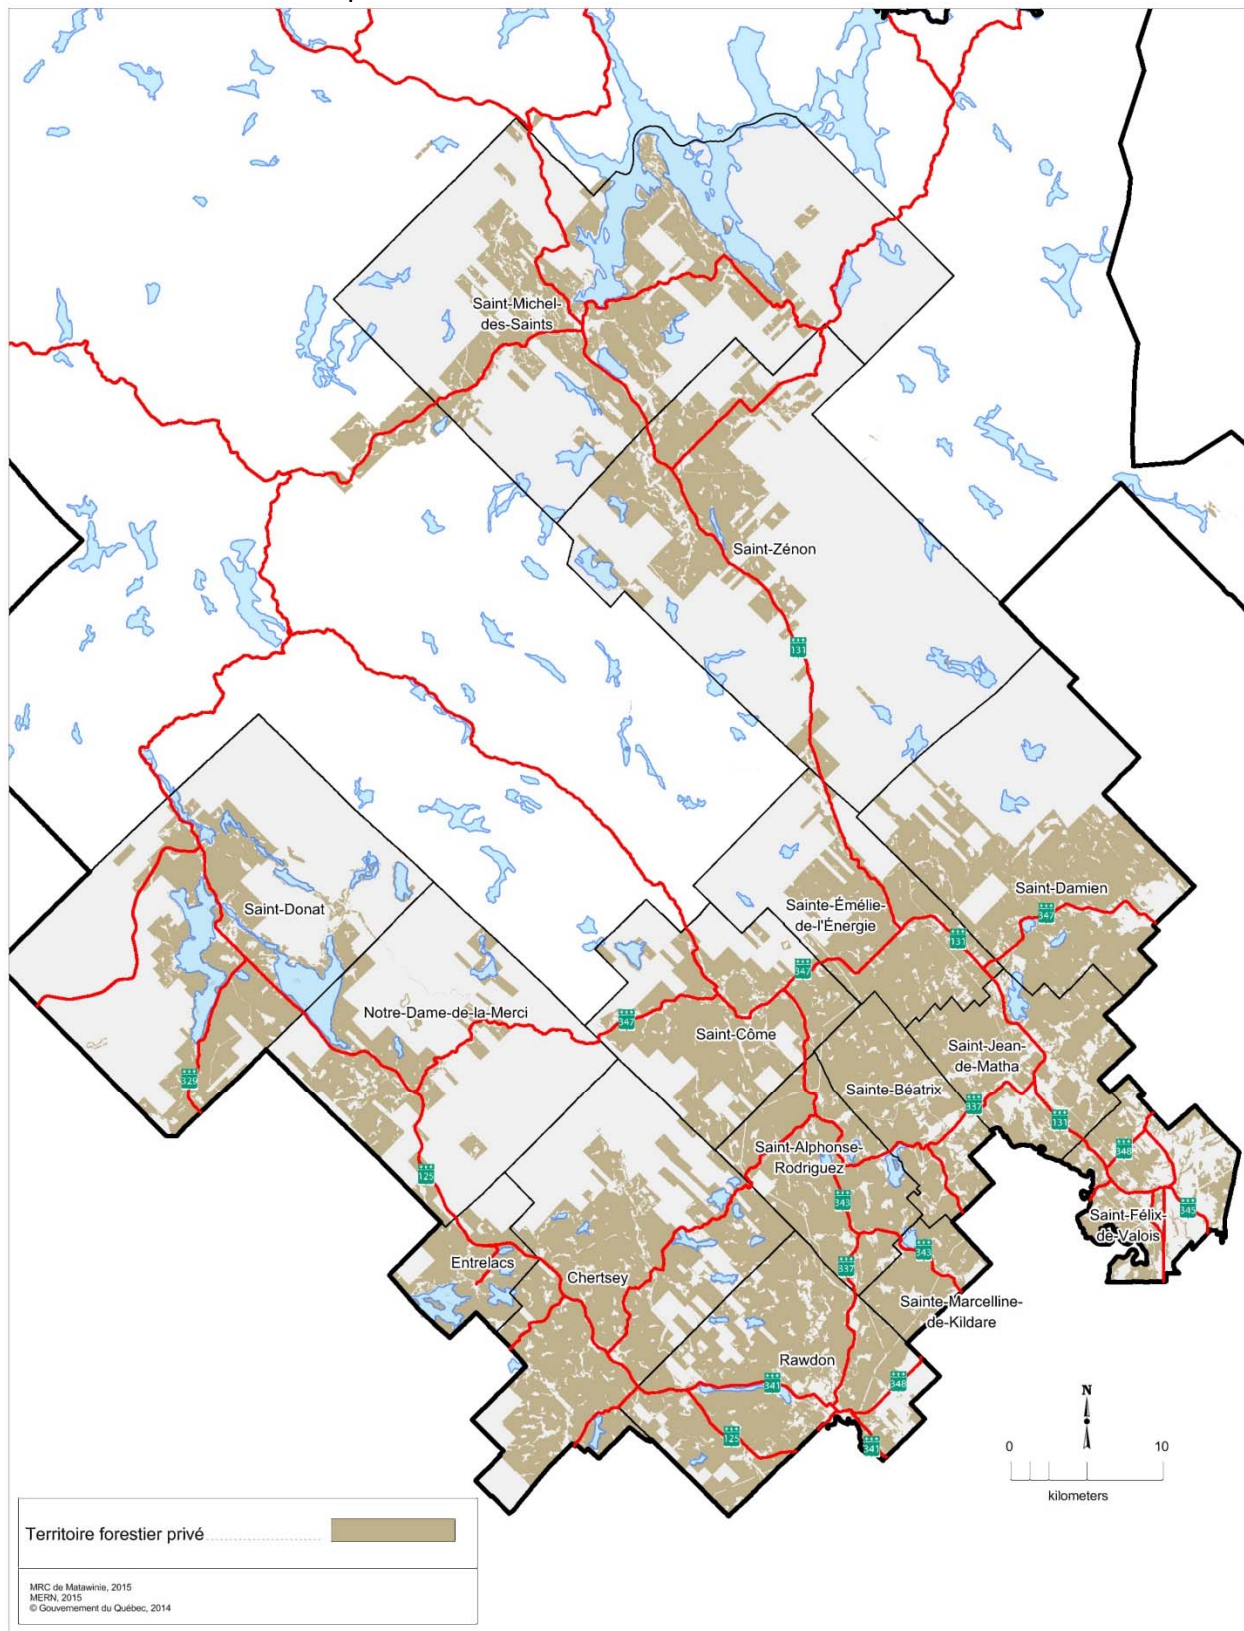 Saint-Michel-
des-Saints
Saint-Zénon
131
Saint-Damien
347
Sainte-Émélie-
de-l'Énergie
131
Saint-Donat
347
Notre-Dame-de-la-Merci
347
Saint-Côme
Saint-Jean-
de-Matha
329
Sainte-Béatrix
337
131
Saint-Alphonse-
Rodriguez
348
125
343
345
Saint-Félix-
de-Valois
Entrelacs
343
337
Chertsey
Sainte-Marcelline-
de-Kildare
Rawdon
341
348
125
341
N
0 10
kilometers
Territoire forestier privé
MRC de Matawinie, 2015
MERN, 2015
© Gouvernement du Québec, 2014